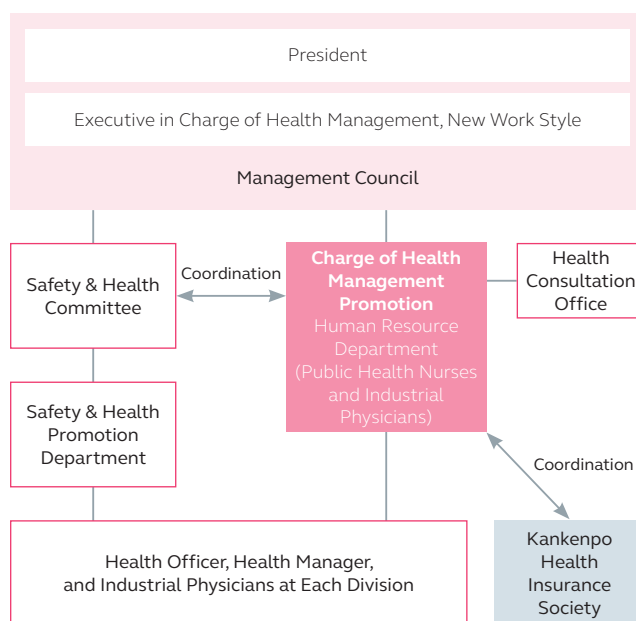 President
Executive in Charge of Health Management, New Work Style
Management Council
Safety & Health
Committee
Coordination
Charge of Health
Management
Promotion
Human Resource
Department
(Public Health Nurses
and Industrial
Physicians)
Health
Consultation
Office
Safety & Health
Promotion
Department
Coordination
Health Officer, Health Manager,
and Industrial Physicians at Each Division
Kankenpo
Health
Insurance
Society